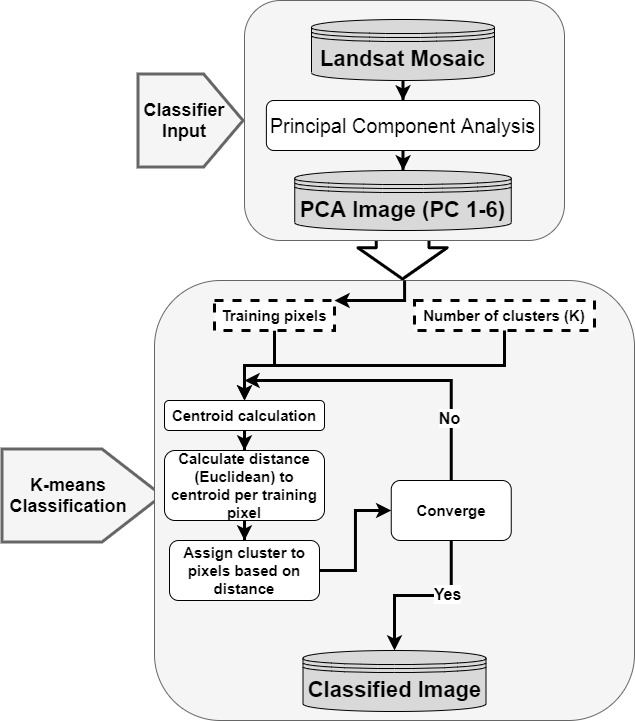 Landsat Mosaic
Classifier
Input
Principal Component Analysis
PCA Image (PC 1-6)
Training pixels
Number of clusters (K)
Centroid calculation
No
K-means
Classification
Calculate distance
(Euclidean) to
centroid per training
pixel
Converge
Assign cluster to
pixels based on
distance
Yes
Classified Image